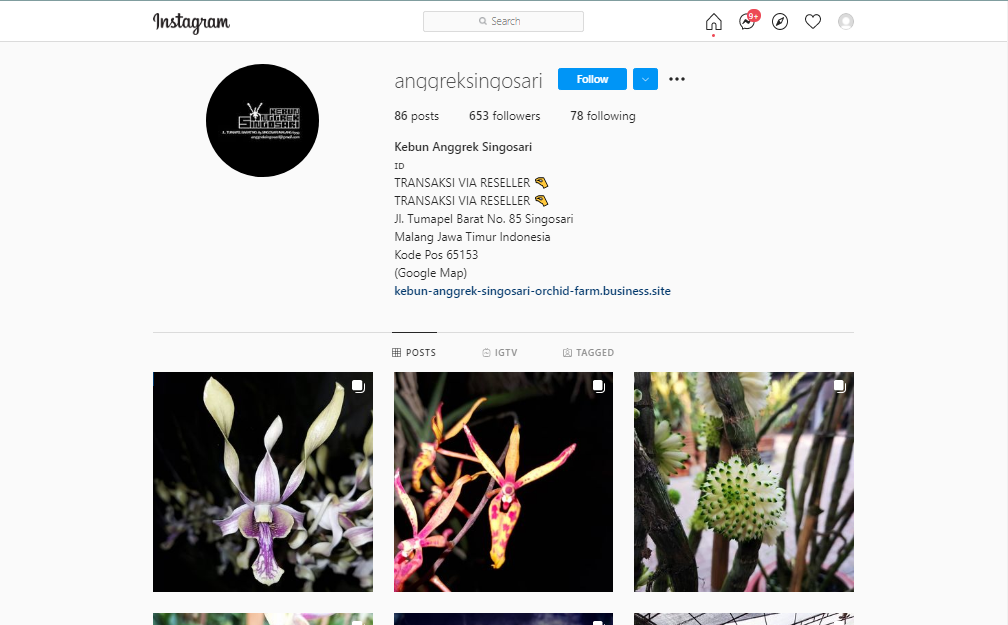 Instagram
Search
9+
anggreksingosari
Follow
86 posts 653 followers 78 following
Kebun Anggrek Singosari
ID
TRANSAKSI VIA RESELLER
TRANSAKSI VIA RESELLER
Jl. Tumapel Barat No. 85 Singosari
Malang Jawa Timur Indonesia
Kode Pos 65153
(Google Map)
kebun-anggrek-singosari-orchid-farm.business.site
KEBUN
ANGGREK
SINGOSARI
POSTS IGTV TAGGED